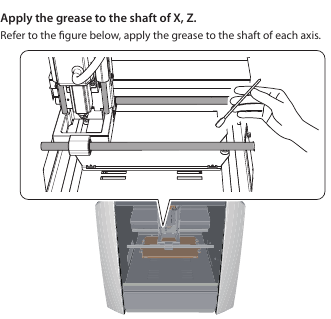 Apply the grease to the shaft of X, Z.
Refer to the figure below, apply the grease to the shaft of each axis.